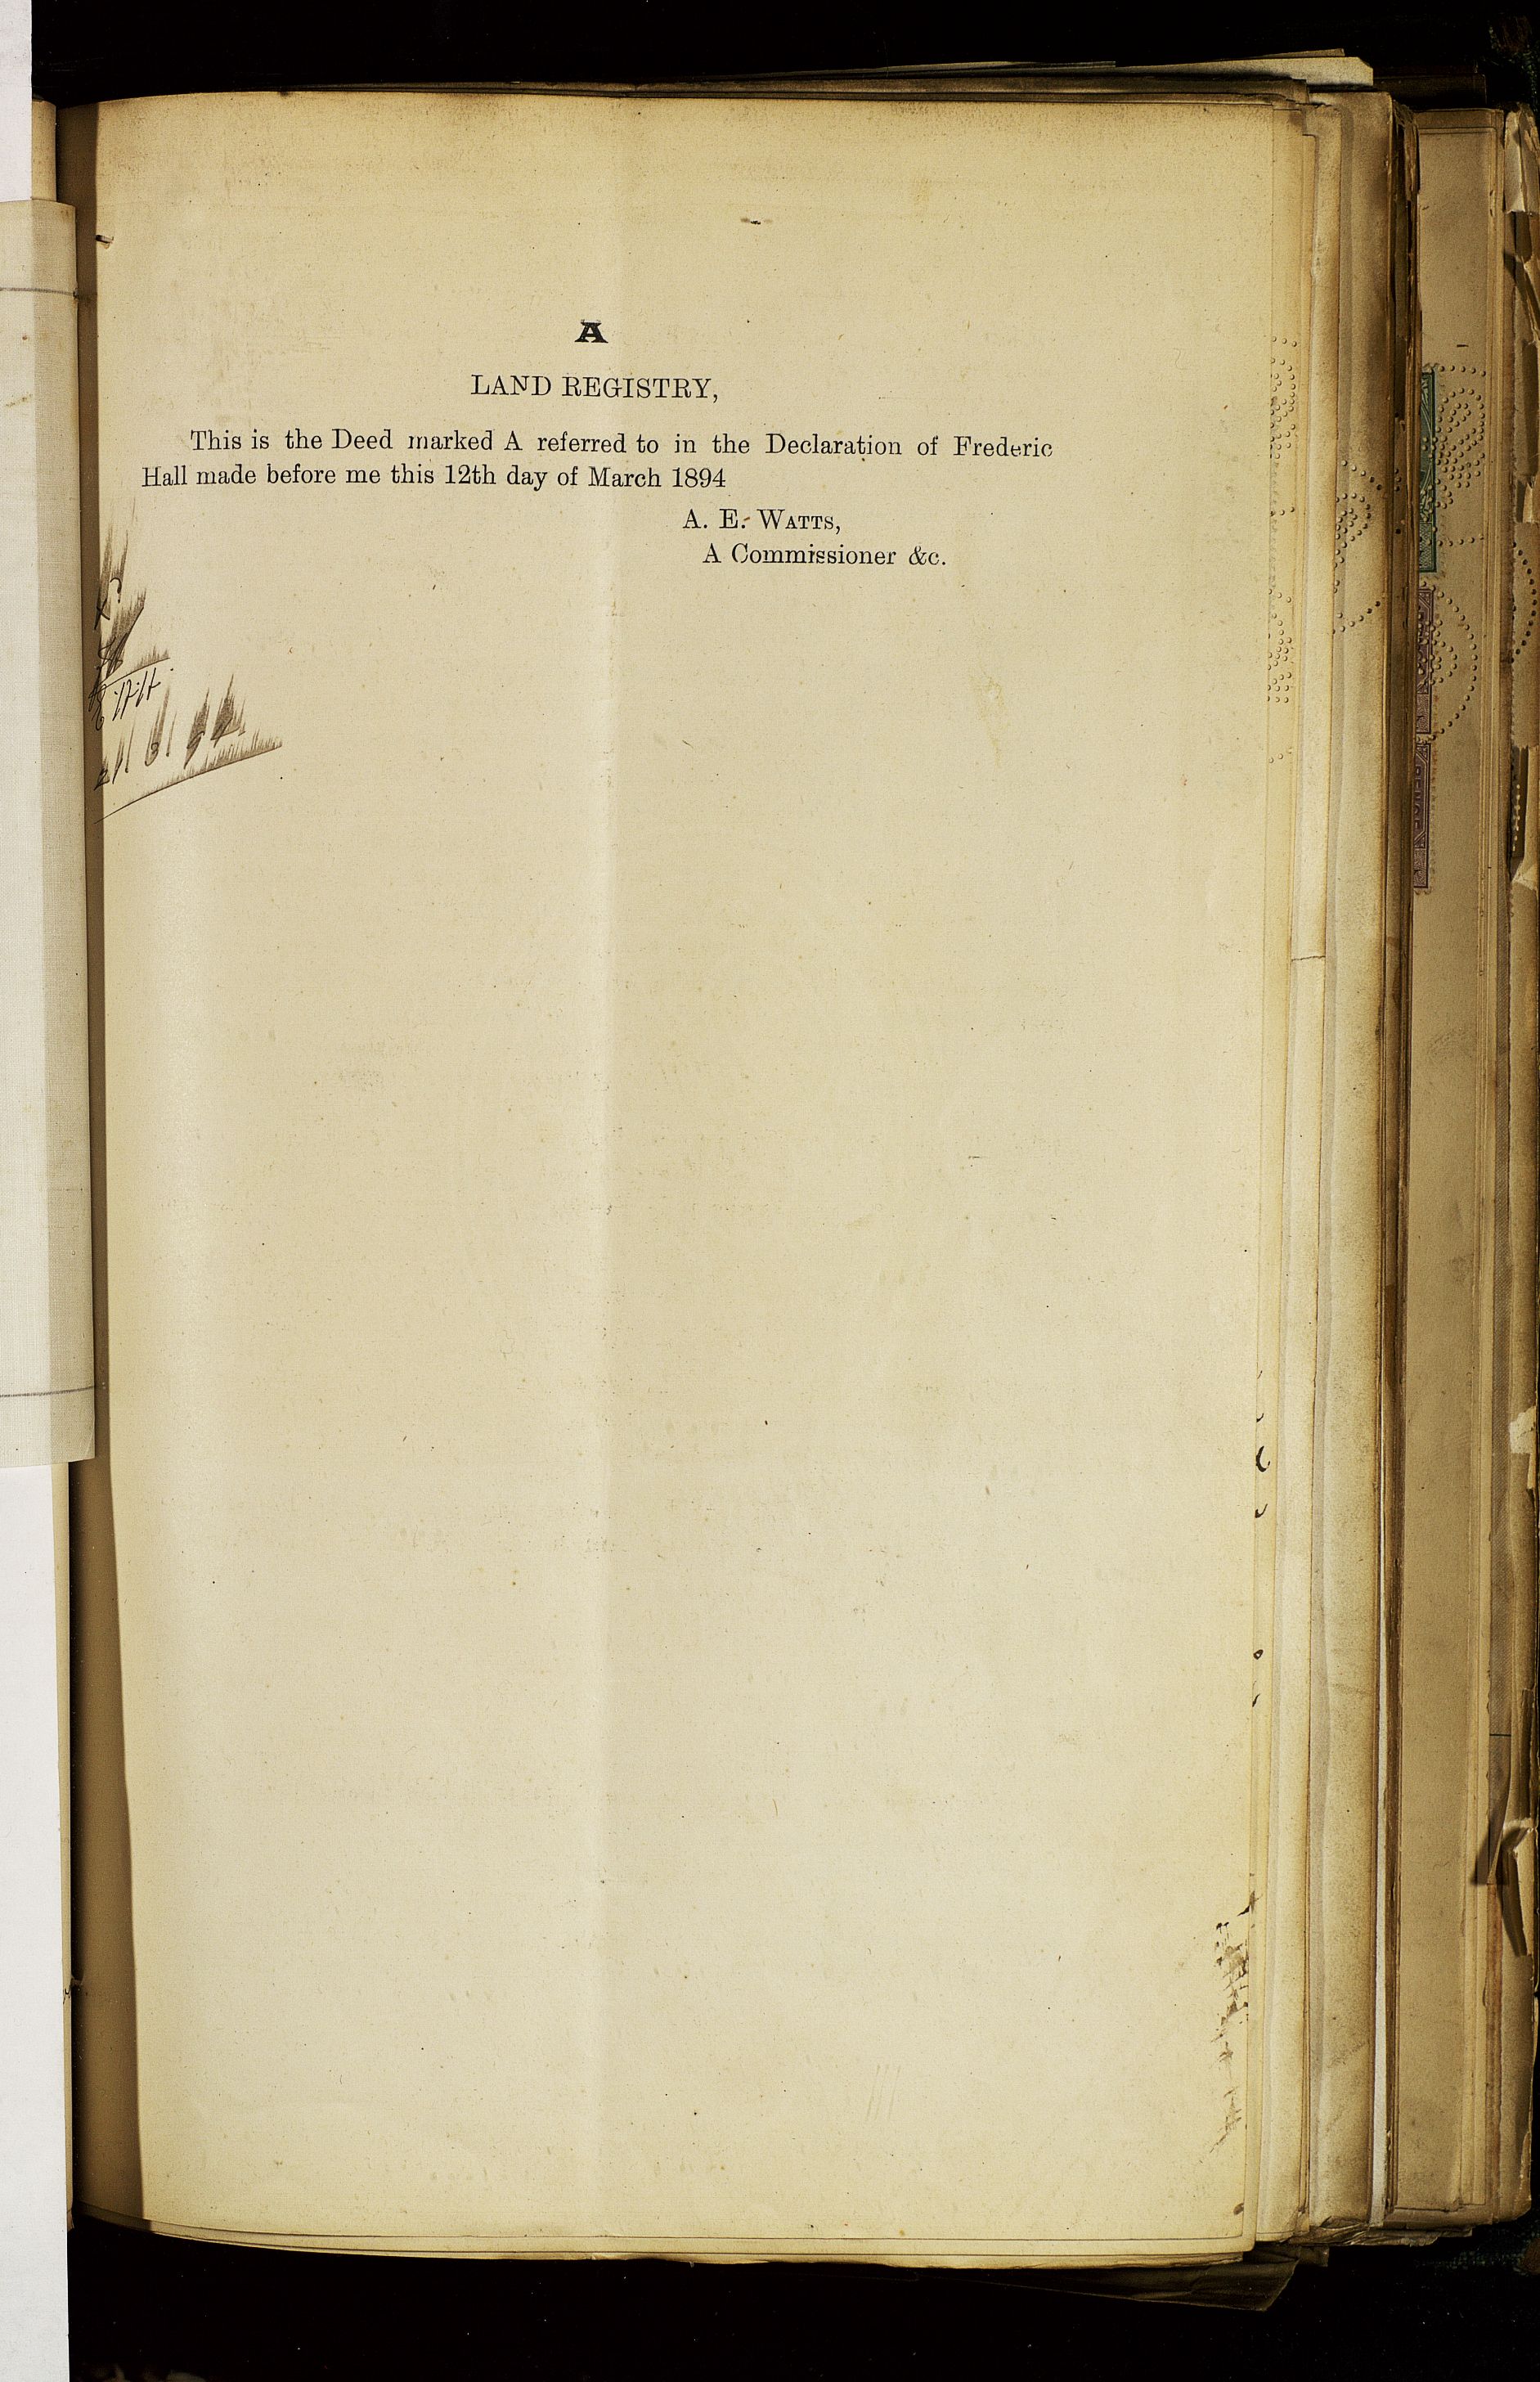 A
LAND REGISTRY,
This is the Deed marked A referred to in the Declaration of Frederic
Hall made before me this 12th day of March 1894
A. E. WATTS,
A Commissioner &c.